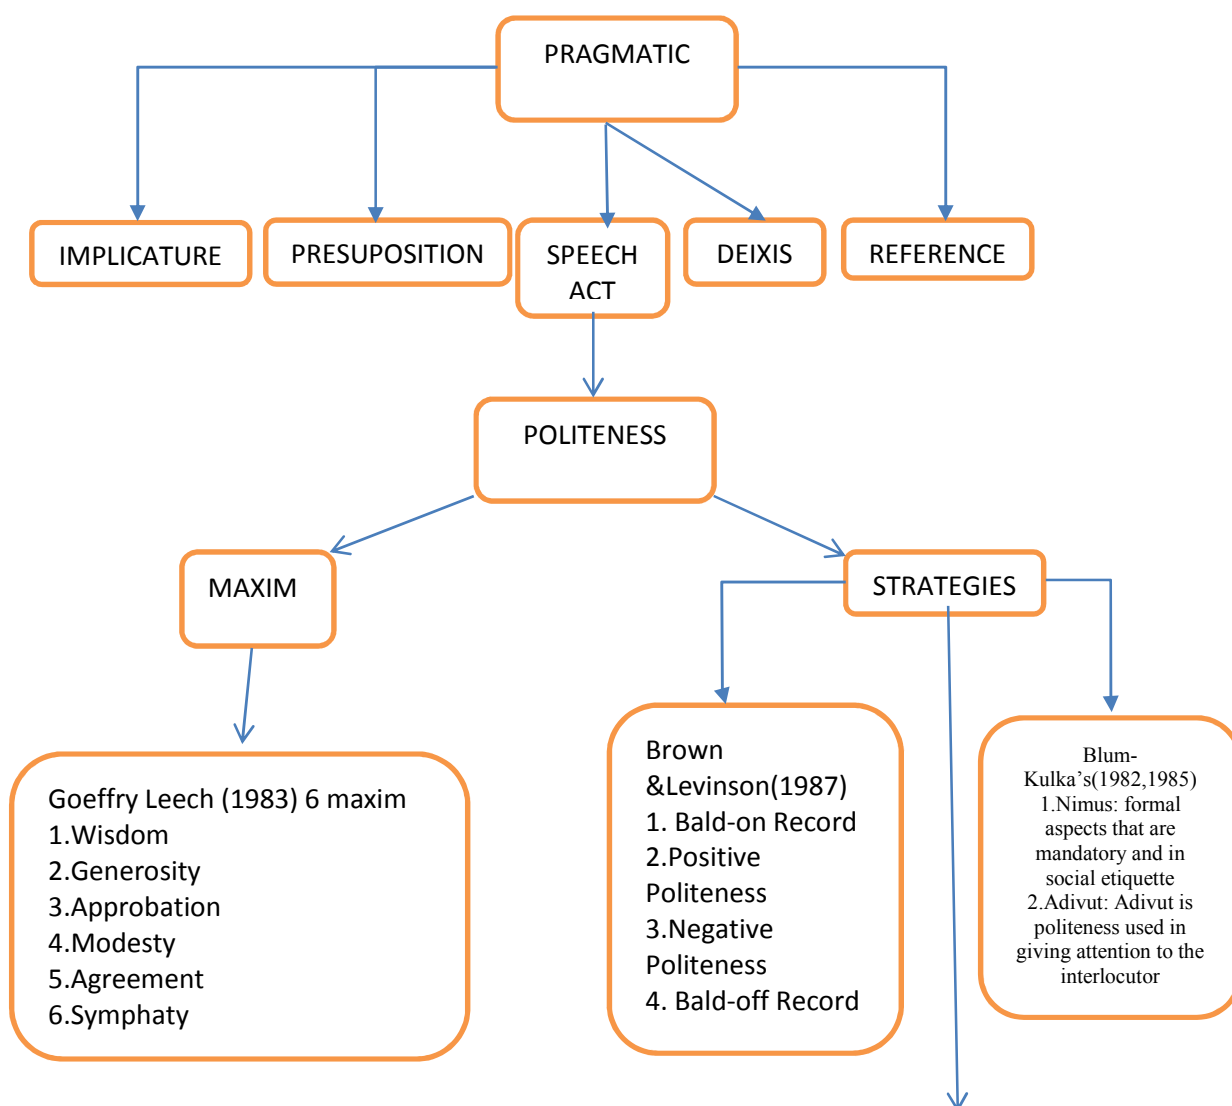 PRAGMATIC
IMPLICATURE
PRESUPOSITION
SPEECH
ACT
DEIXIS
REFERENCE
POLITENESS
MAXIM
STRATEGIES
Goeffry Leech (1983) 6 maxim
1.Wisdom
2.Generosity
3.Approbation
4.Modesty
5.Agreement
6.Symphaty
Brown
&Levinson(1987)
1. Bald-on Record
2.Positive
Politeness
3.Negative
Politeness
4. Bald-off Record
Blum-
Kulka’s(1982,1985)
1.Nimus: formal
aspects that are
mandatory and in
social etiquette
2.Adivut: Adivut is
politeness used in
giving attention to the
interlocutor